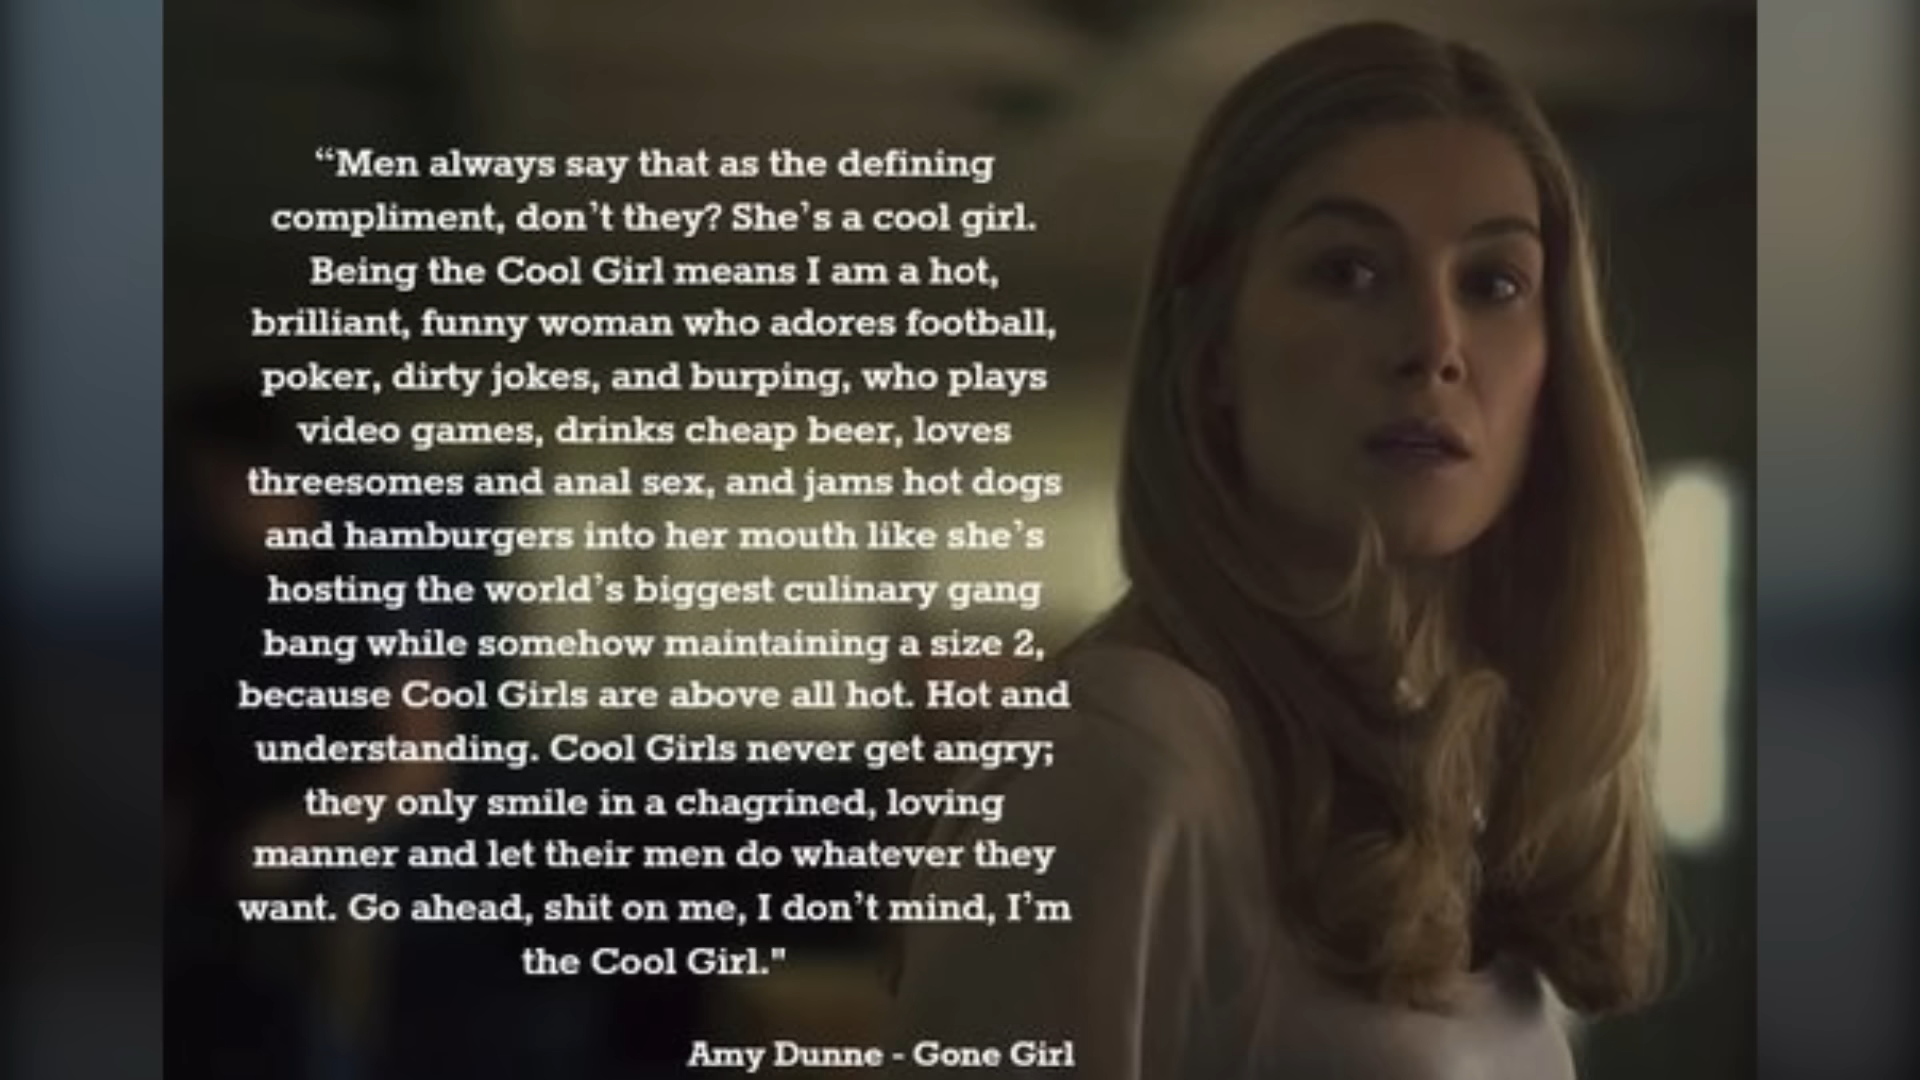 “Men always say that as the defining
compliment, don’t they? She’s a cool girl.
Being the Cool Girl means I am a hot,
brilliant, funny woman who adores football,
poker, dirty jokes, and burping, who plays
video games, drinks cheap beer, loves
threesomes and anal sex, and jams hot dogs
and hamburgers into her mouth like she’s
hosting the world’s biggest culinary gang
bang while somehow maintaining a size 2,
because Cool Girls are above all hot. Hot and
understanding. Cool Girls never get angry;
they only smile in a chagrined, loving
manner and let their men do whatever they
want. Go ahead, shit on me, I don’t mind, I’m
the Cool Girl."
Amy Dunne - Gone Girl